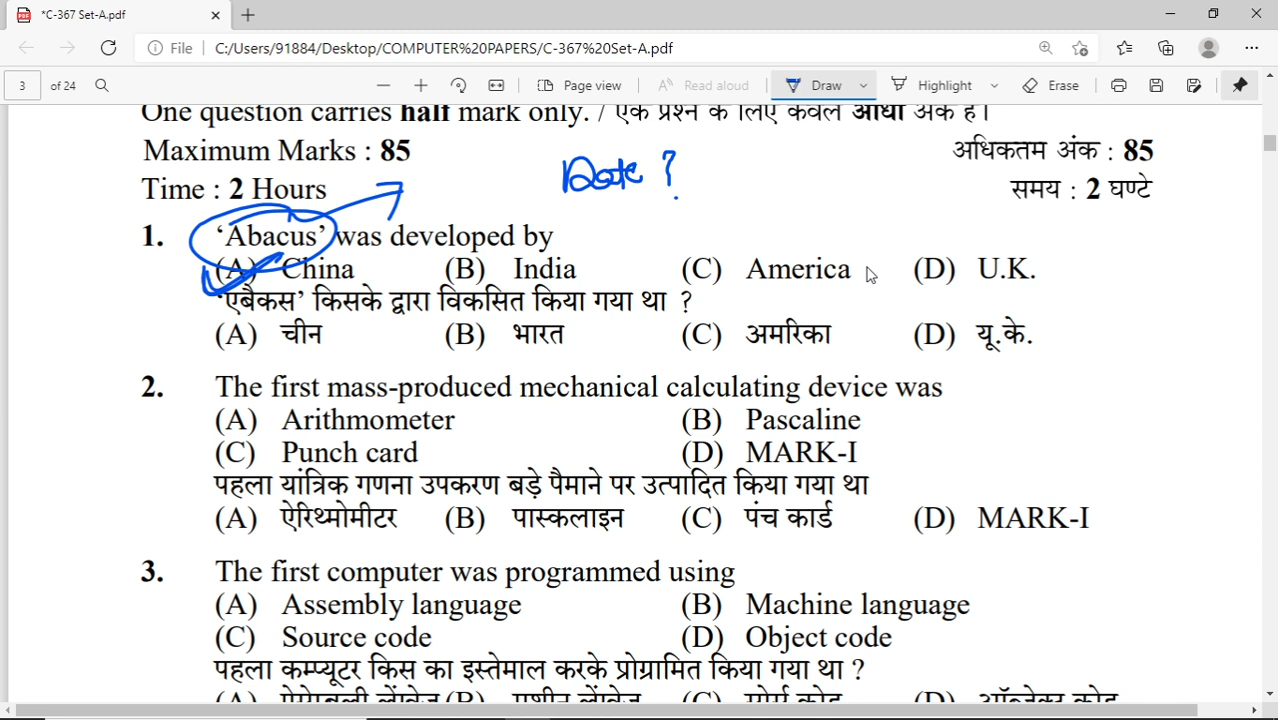 *C-367 Set-A.pdf
File C:/Users/91884/Desktop/COMPUTER%20PAPERS/C-367%20Set-A.pdf
3 of 24 Page view Read aloud Draw Highlight Erase
One question carries half mark only. / एक प्रश्न के लिए केवल आधा अंक है।
Maximum Marks : 85 अधिकतम अंक : 85
Date ?
Time : 2 Hours समय : 2 घण्टे
1. ‘Abacus’ was developed by
(A) China (B) India (C) America (D) U.K.
‘एबैकस’ किसके द्वारा विकसित किया गया था ?
(A) चीन (B) भारत (C) अमरिका (D) यू.के.
2. The first mass-produced mechanical calculating device was
(A) Arithmometer (B) Pascaline
(C) Punch card (D) MARK-I
पहला यांत्रिक गणना उपकरण बड़े पैमाने पर उत्पादित किया गया था
(A) ऐरिथ्मोमीटर (B) पास्कलाइन (C) पंच कार्ड (D) MARK-I
3. The first computer was programmed using
(A) Assembly language (B) Machine language
(C) Source code (D) Object code
पहला कम्प्यूटर किस का इस्तेमाल करके प्रोग्रामित किया गया था ?